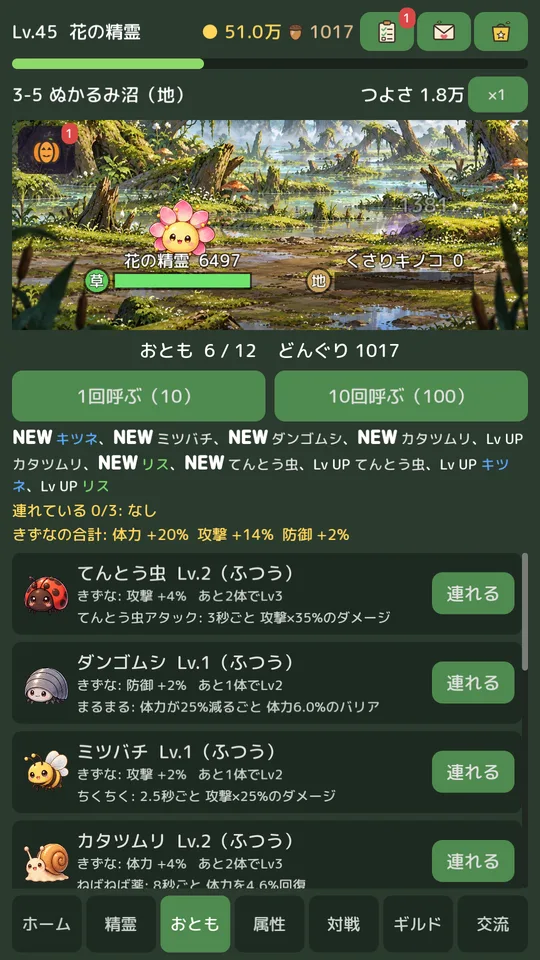 Lv.45 花の精霊 51.0万 1017 1
3-5 ぬかるみ沼（地） つよさ 1.8万 ×1
1
1381
花の精霊 6497 くさりキノコ 0
草 地
おとも 6 / 12 どんぐり 1017
1回呼ぶ（10） 10回呼ぶ（100）
NEW キツネ、NEW ミツバチ、NEW ダンゴムシ、NEW カタツムリ、Lv UP
カタツムリ、NEW リス、NEW てんとう虫、Lv UP てんとう虫、Lv UP キツ
ネ、Lv UP リス
連れている 0/3: なし
きずなの合計: 体力 +20% 攻撃 +14% 防御 +2%
てんとう虫 Lv.2（ふつう）
きずな: 攻撃 +4% あと2体でLv3
てんとう虫アタック: 3秒ごと 攻撃×35%のダメージ
連れる
ダンゴムシ Lv.1（ふつう）
きずな: 防御 +2% あと1体でLv2
まるまる: 体力が25%減るごと 体力6.0%のバリア
連れる
ミツバチ Lv.1（ふつう）
きずな: 攻撃 +2% あと1体でLv2
ちくちく: 2.5秒ごと 攻撃×25%のダメージ
連れる
カタツムリ Lv.2（ふつう）
きずな: 体力 +4% あと2体でLv3
ねばねば薬: 8秒ごと 体力を4.6%回復
連れる
ホーム 精霊 おとも 属性 対戦 ギルド 交流